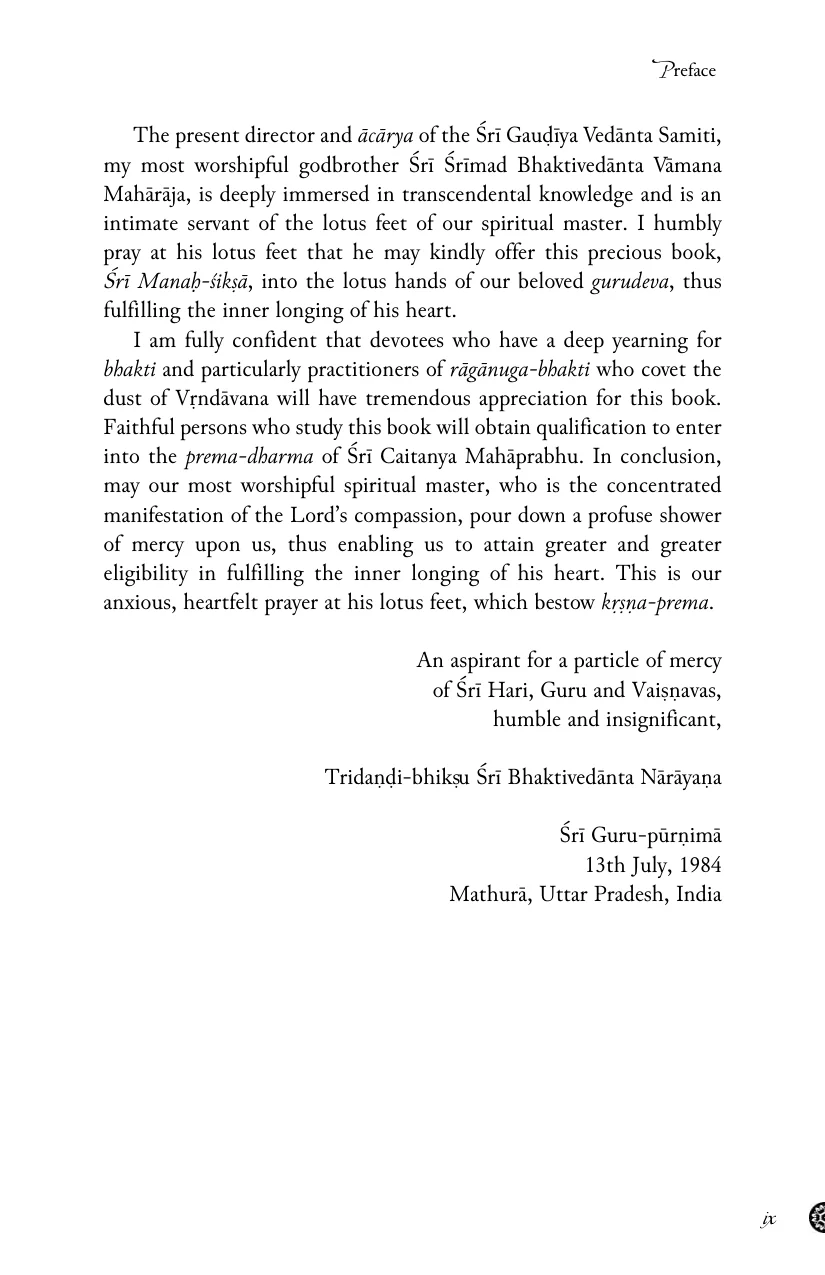 Preface
The present director and ācārya of the Śrī Gauḍīya Vedānta Samiti,
my most worshipful godbrother Śrī Śrīmad Bhaktivedānta Vāmana
Mahārāja, is deeply immersed in transcendental knowledge and is an
intimate servant of the lotus feet of our spiritual master. I humbly
pray at his lotus feet that he may kindly offer this precious book,
Śrī Manaḥ-śikṣā, into the lotus hands of our beloved gurudeva, thus
fulfilling the inner longing of his heart.
I am fully confident that devotees who have a deep yearning for
bhakti and particularly practitioners of rāgānuga-bhakti who covet the
dust of Vṛndāvana will have tremendous appreciation for this book.
Faithful persons who study this book will obtain qualification to enter
into the prema-dharma of Śrī Caitanya Mahāprabhu. In conclusion,
may our most worshipful spiritual master, who is the concentrated
manifestation of the Lord’s compassion, pour down a profuse shower
of mercy upon us, thus enabling us to attain greater and greater
eligibility in fulfilling the inner longing of his heart. This is our
anxious, heartfelt prayer at his lotus feet, which bestow kṛṣṇa-prema.
An aspirant for a particle of mercy
of Śrī Hari, Guru and Vaiṣṇavas,
humble and insignificant,
Tridaṇḍi-bhikṣu Śrī Bhaktivedānta Nārāyaṇa
Śrī Guru-pūrṇimā
13th July, 1984
Mathurā, Uttar Pradesh, India
ix